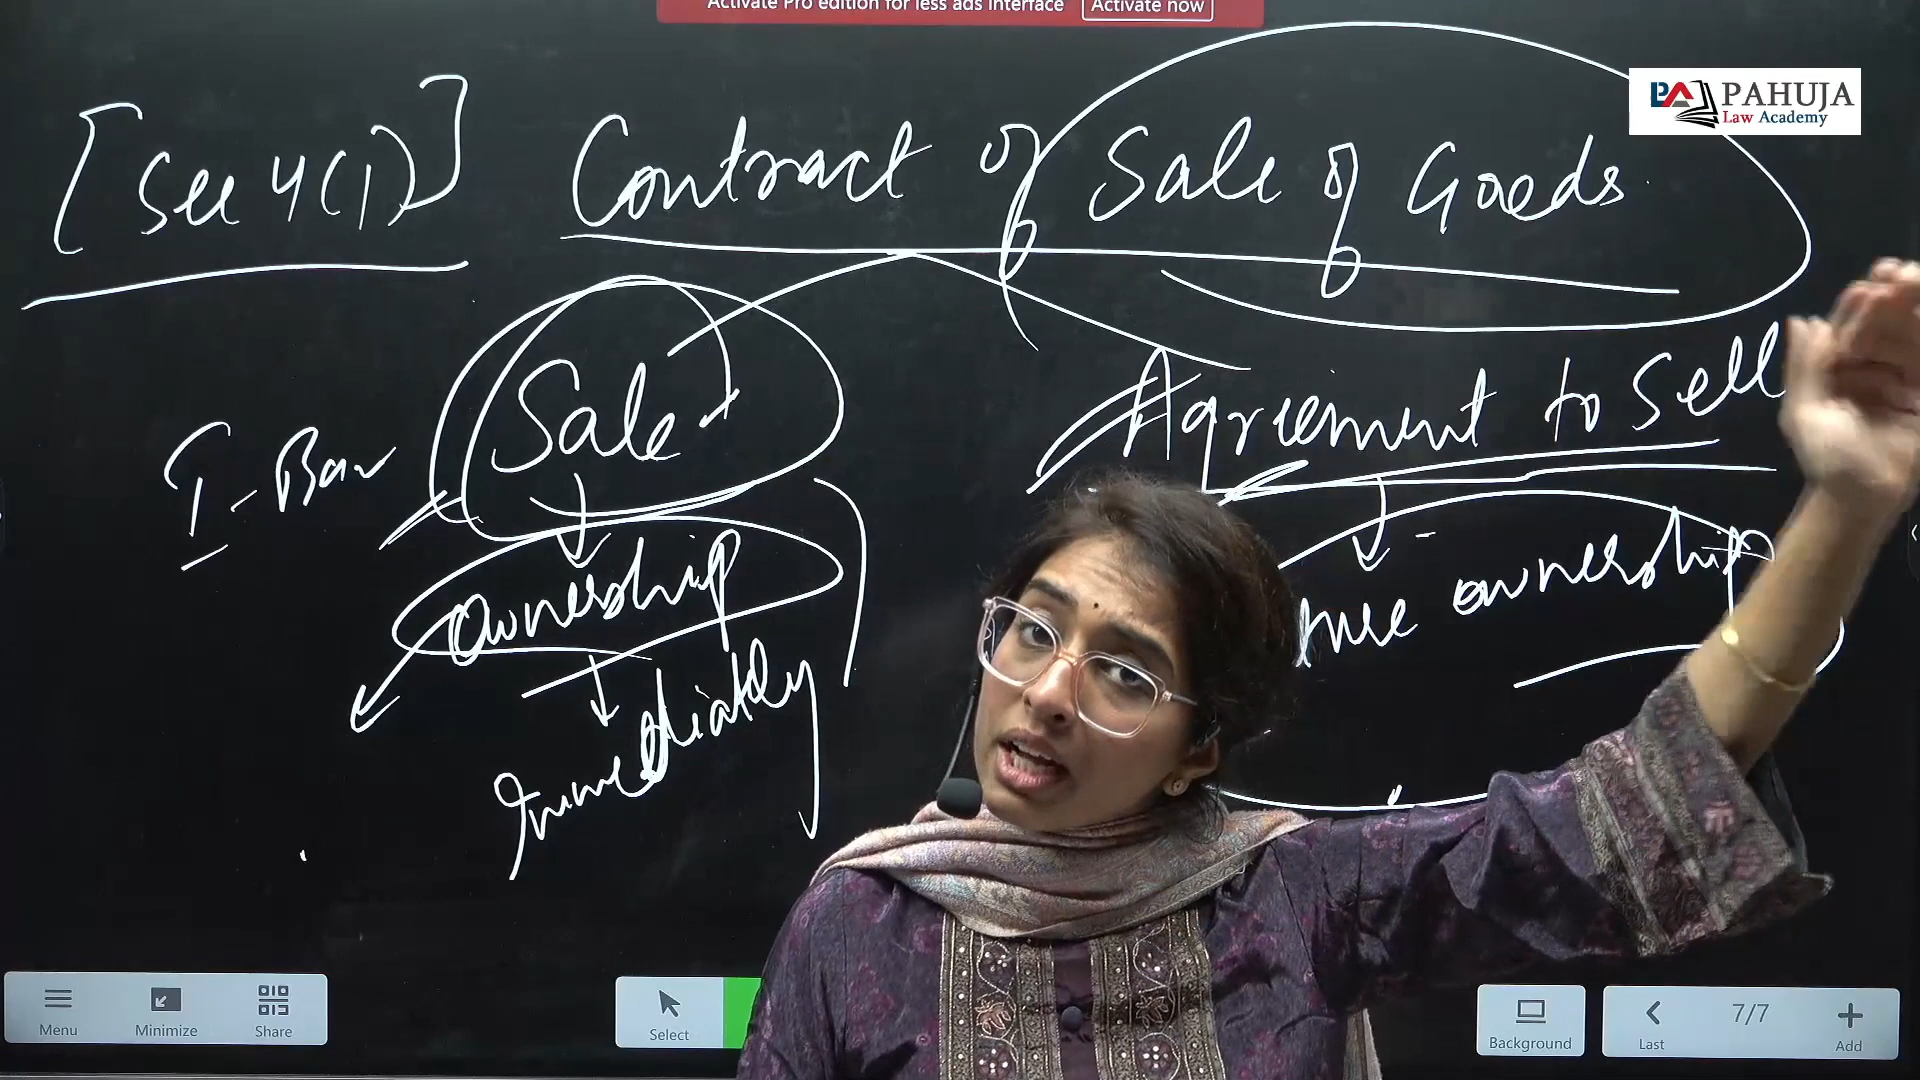 Activate Pro edition for less ads interface Activate now
PAHUJA
Law Academy
[Sec 4(1)] Contract of Sale of Goods
Sale
Agreement to Sell
I-Bar
Ownership
ownership
Immediately
Menu
Minimize
Share
Select
Background
Last
7/7
Add